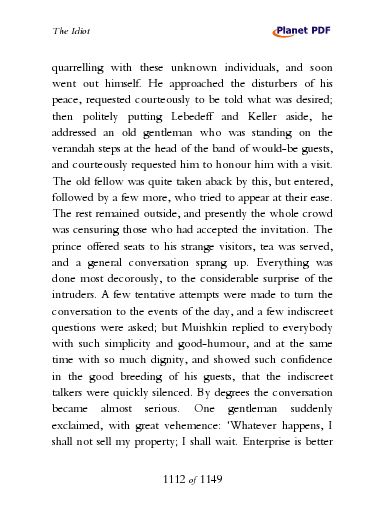 The Idiot
Planet PDF
quarrelling with these unknown individuals, and soon
went out himself. He approached the disturbers of his
peace, requested courteously to be told what was desired;
then politely putting Lebedeff and Keller aside, he
addressed an old gentleman who was standing on the
verandah steps at the head of the band of would-be guests,
and courteously requested him to honour him with a visit.
The old fellow was quite taken aback by this, but entered,
followed by a few more, who tried to appear at their ease.
The rest remained outside, and presently the whole crowd
was censuring those who had accepted the invitation. The
prince offered seats to his strange visitors, tea was served,
and a general conversation sprang up. Everything was
done most decorously, to the considerable surprise of the
intruders. A few tentative attempts were made to turn the
conversation to the events of the day, and a few indiscreet
questions were asked; but Muishkin replied to everybody
with such simplicity and good-humour, and at the same
time with so much dignity, and showed such confidence
in the good breeding of his guests, that the indiscreet
talkers were quickly silenced. By degrees the conversation
became almost serious. One gentleman suddenly
exclaimed, with great vehemence: ‘Whatever happens, I
shall not sell my property; I shall wait. Enterprise is better
1112 of 1149